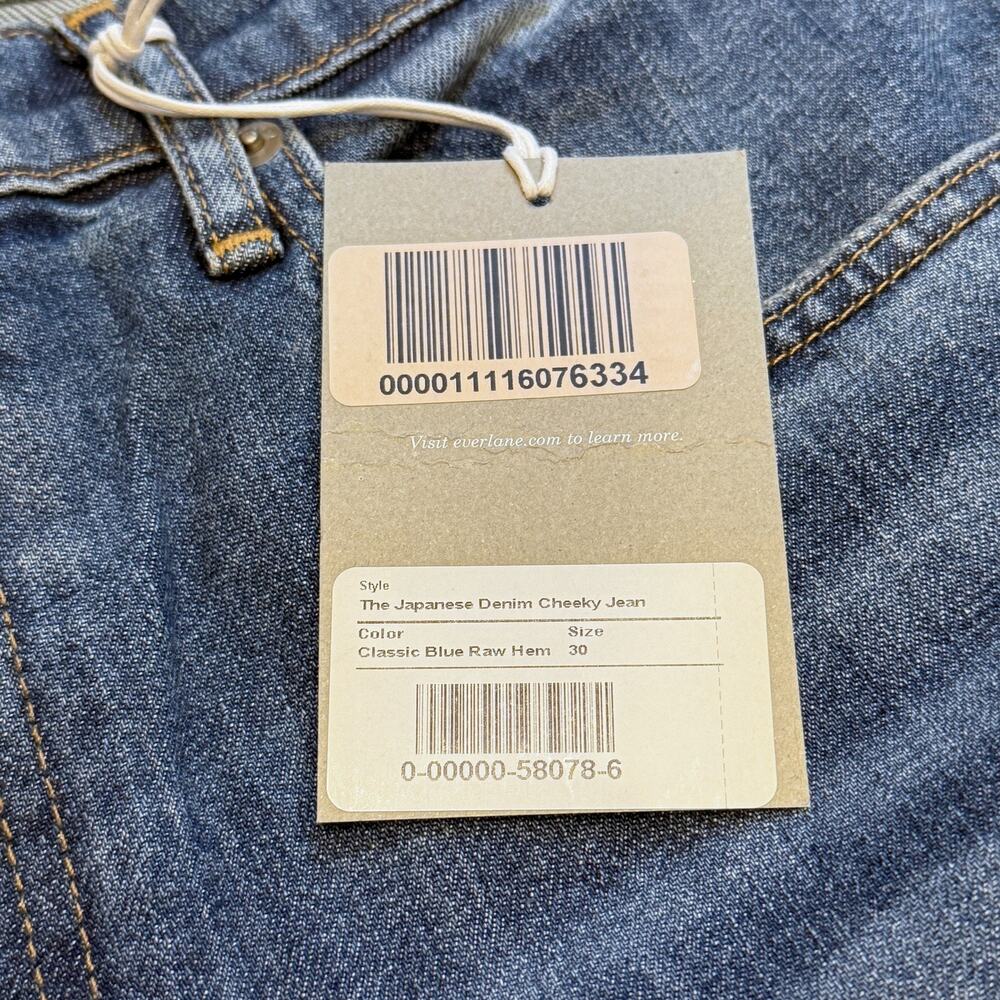 000011116076334
Visit everlane.com to learn more.
Style
The Japanese Denim Cheeky Jean
Color Size
Classic Blue Raw Hem 30
0-00000-58078-6